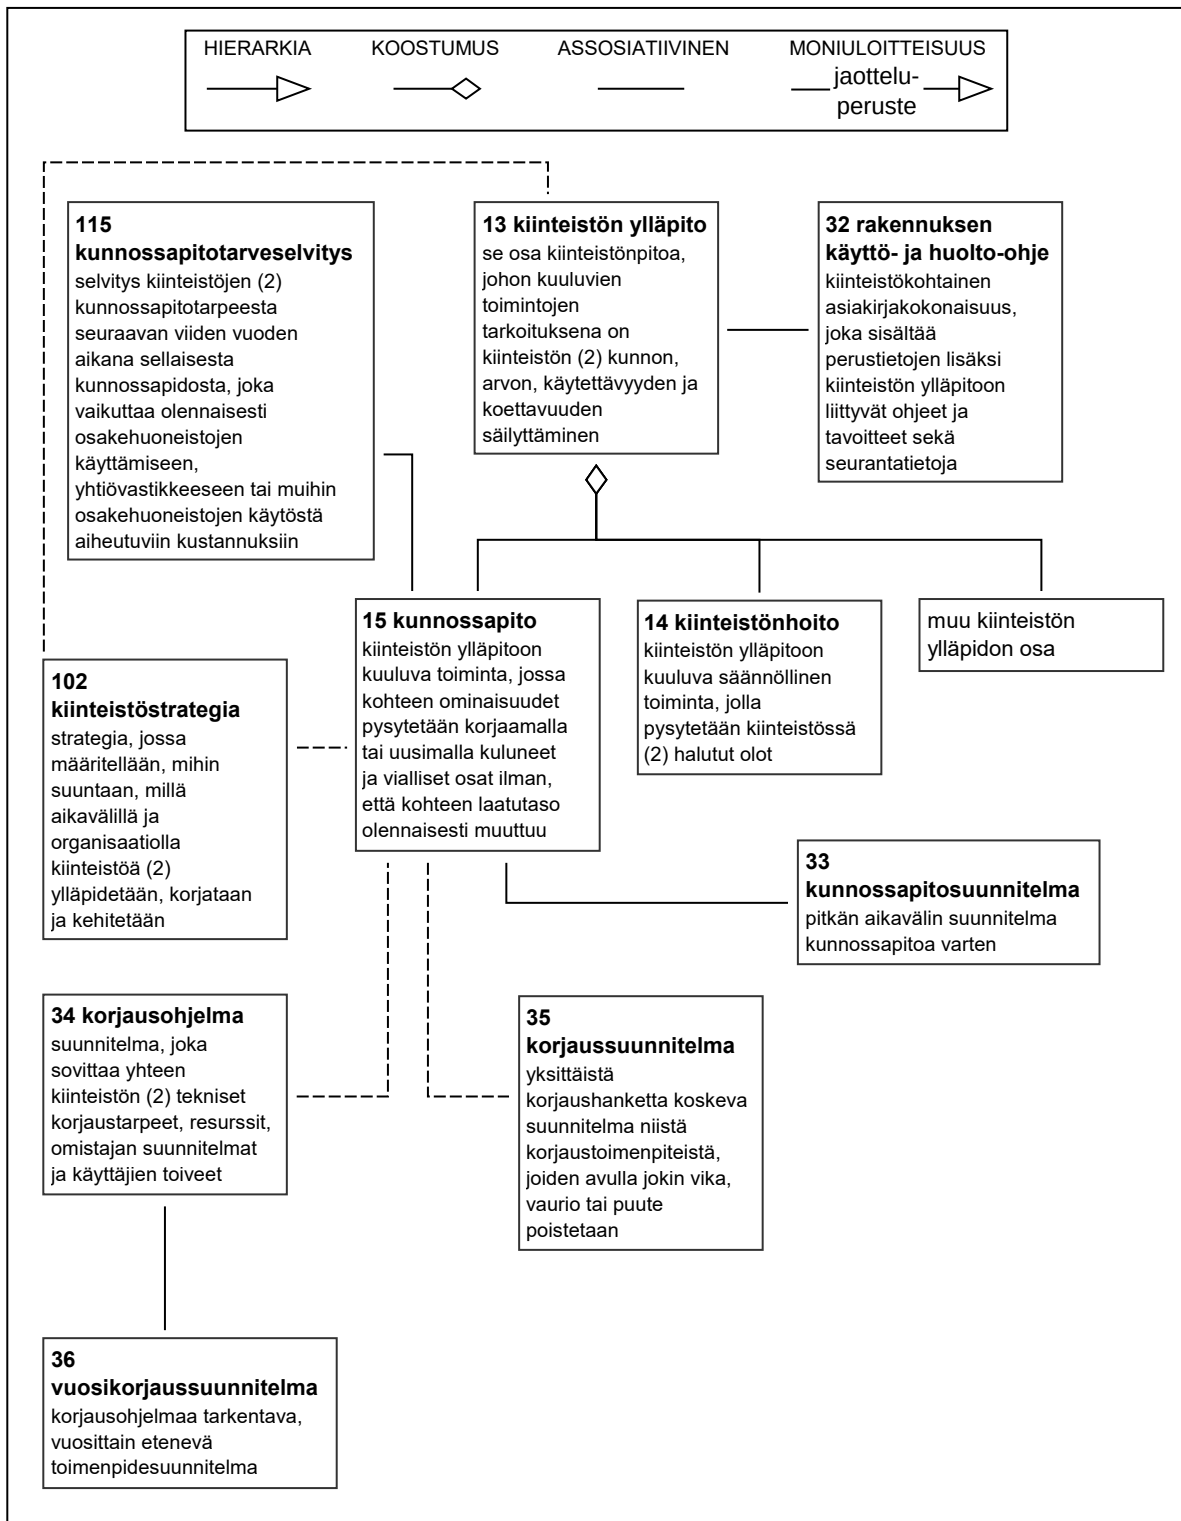 HIERARKIA
KOOSTUMUS
ASSOSIATIIVINEN
MONIULOITTEISUUS
jaottelu-
peruste
115
kunnossapitotarveselvitys
selvitys kiinteistöjen (2)
kunnossapitotarpeesta
seuraavan viiden vuoden
aikana sellaisesta
kunnossapidosta, joka
vaikuttaa olennaisesti
osakehuoneistojen
käyttämiseen,
yhtiövastikkeeseen tai muihin
osakehuoneistojen käytöstä
aiheutuviin kustannuksiin
13 kiinteistön ylläpito
se osa kiinteistönpitoa,
johon kuuluvien
toimintojen
tarkoituksena on
kiinteistön (2) kunnon,
arvon, käytettävyyden ja
koettavuuden
säilyttäminen
32 rakennuksen
käyttö- ja huolto-ohje
kiinteistökohtainen
asiakirjakokonaisuus,
joka sisältää
perustietojen lisäksi
kiinteistön ylläpitoon
liittyvät ohjeet ja
tavoitteet sekä
seurantatietoja
15 kunnossapito
kiinteistön ylläpitoon
kuuluva toiminta, jossa
kohteen ominaisuudet
pysytetään korjaamalla
tai uusimalla kuluneet
ja vialliset osat ilman,
että kohteen laatutaso
olennaisesti muuttuu
14 kiinteistönhoito
kiinteistön ylläpitoon
kuuluva säännöllinen
toiminta, jolla
pysytetään kiinteistössä
(2) halutut olot
muu kiinteistön
ylläpidon osa
102
kiinteistöstrategia
strategia, jossa
määritellään, mihin
suuntaan, millä
aikavälillä ja
organisaatiolla
kiinteistöä (2)
ylläpidetään, korjataan
ja kehitetään
33
kunnossapitosuunnitelma
pitkän aikavälin suunnitelma
kunnossapitoa varten
34 korjausohjelma
suunnitelma, joka
sovittaa yhteen
kiinteistön (2) tekniset
korjaustarpeet, resurssit,
omistajan suunnitelmat
ja käyttäjien toiveet
35
korjaussuunnitelma
yksittäistä
korjaushanketta koskeva
suunnitelma niistä
korjaustoimenpiteistä,
joiden avulla jokin vika,
vaurio tai puute
poistetaan
36
vuosikorjaussuunnitelma
korjausohjelmaa tarkentava,
vuosittain etenevä
toimenpidesuunnitelma